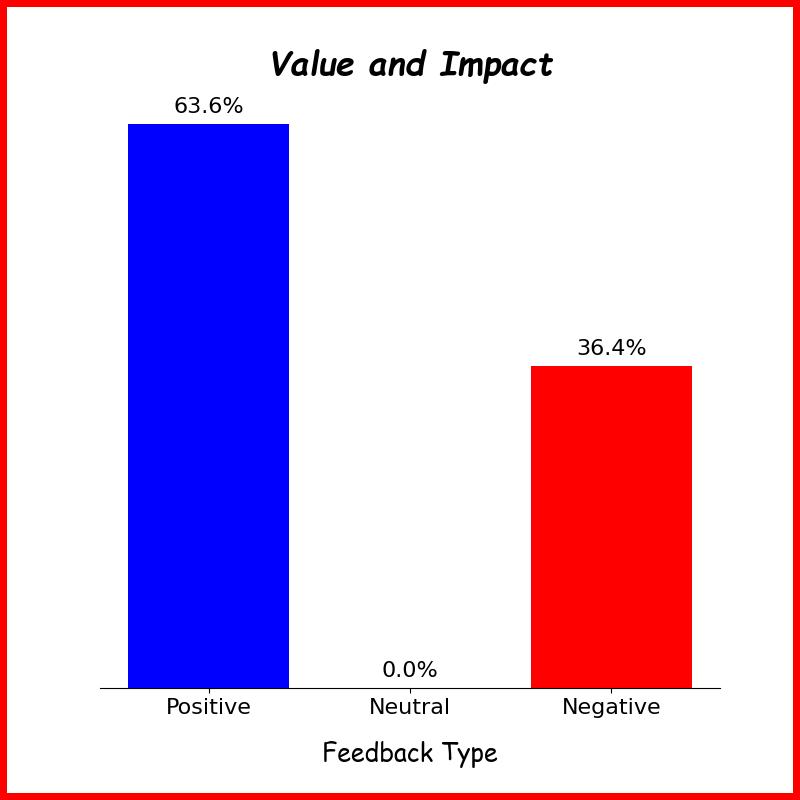 Value and Impact
63.6%
36.4%
0.0%
Positive Neutral Negative
Feedback Type